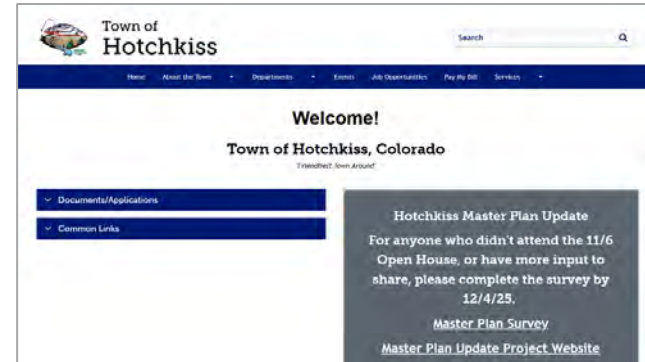 Town of
Hotchkiss
Search
Home About the Town Departments Events Job Opportunities Pay My Bill Services
Welcome!
Town of Hotchkiss, Colorado
"Friendliest Town Around"
Documents/Applications
Common Links
Hotchkiss Master Plan Update
For anyone who didn't attend the 11/6
Open House, or have more input to
share, please complete the survey by
12/4/25.
Master Plan Survey
Master Plan Update Project Website